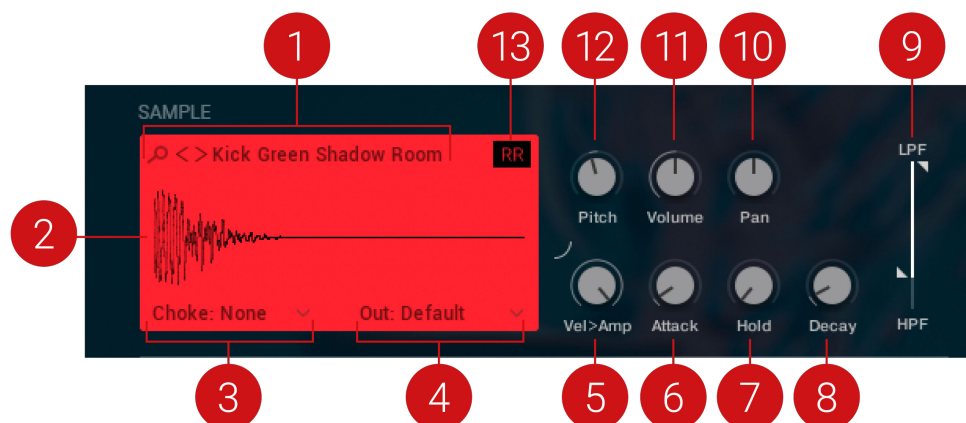 1 13 12 11 10 9
SAMPLE
< > Kick Green Shadow Room RR
LPF
Pitch Volume Pan
2
Choke: None Out: Default
Vel>Amp Attack Hold Decay HPF
3 4 5 6 7 8